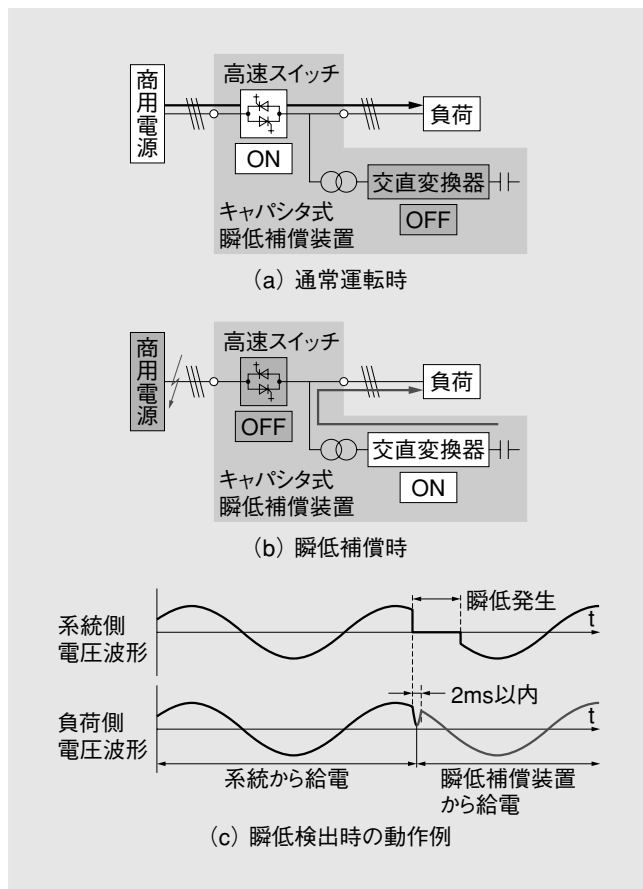 高速スイッチ
商用電源
負荷
ON
交直変換器
OFF
キャパシタ式
瞬低補償装置
(a) 通常運転時
高速スイッチ
商用電源
負荷
OFF
交直変換器
ON
キャパシタ式
瞬低補償装置
(b) 瞬低補償時
瞬低発生
t
系統側
電圧波形
2ms以内
t
負荷側
電圧波形
系統から給電
瞬低補償装置
から給電
(c) 瞬低検出時の動作例